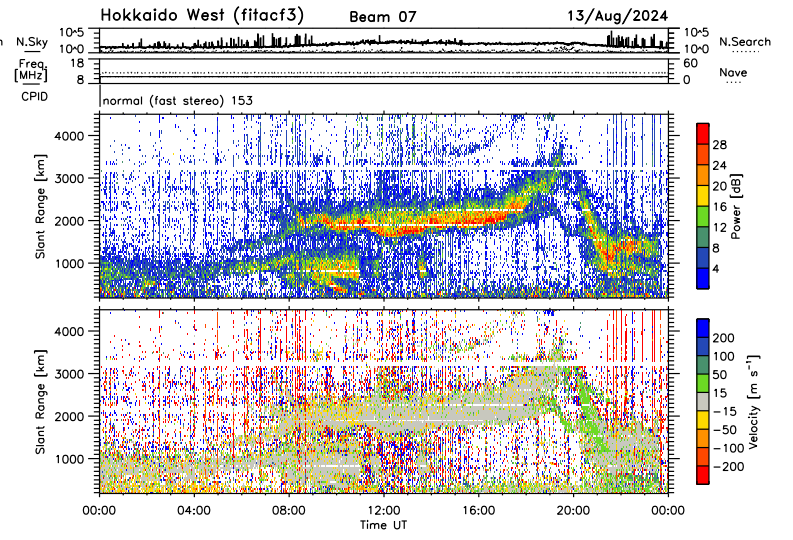 Hokkaido West (fitacf3) Beam 07 13/Aug/2024
n N.Sky 10^5 10^5 N.Search
10^0 10^0
Freq. 18 60 Nave
[MHz] 8 0
CPID normal (fast stereo) 153
4000
3000
2000
1000
Slant Range [km]
28
24
20
16
12
8
4
Power [dB]
4000
3000
2000
1000
Slant Range [km]
200
100
50
15
-15
-50
-100
-200
Velocity [m s⁻¹]
00:00 04:00 08:00 12:00 16:00 20:00 00:00
Time UT